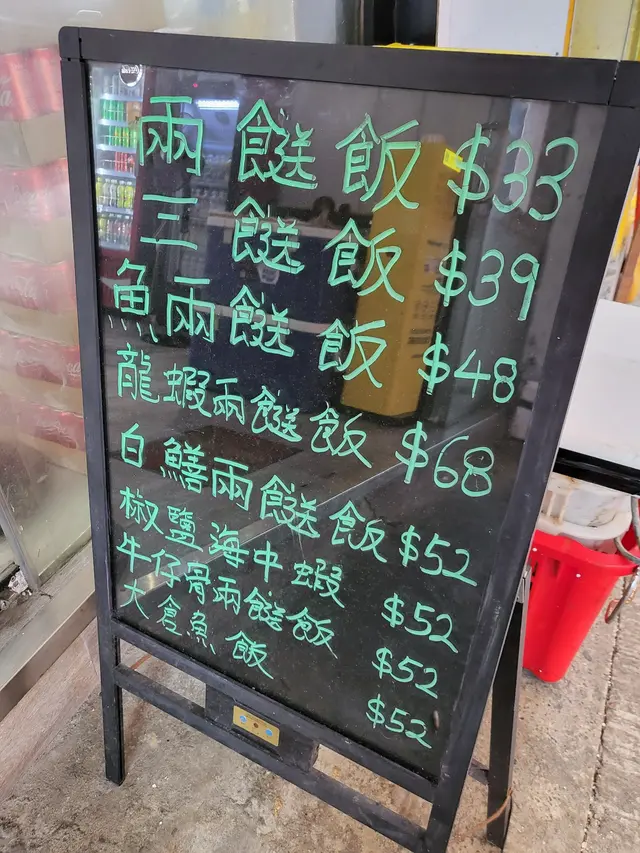 兩餸飯 $33
三餸飯 $39
魚兩餸飯 $48
龍蝦兩餸飯 $68
白鱔兩餸飯 $52
椒鹽海中蝦 $52
牛仔骨兩餸飯 $52
大倉魚飯 $52